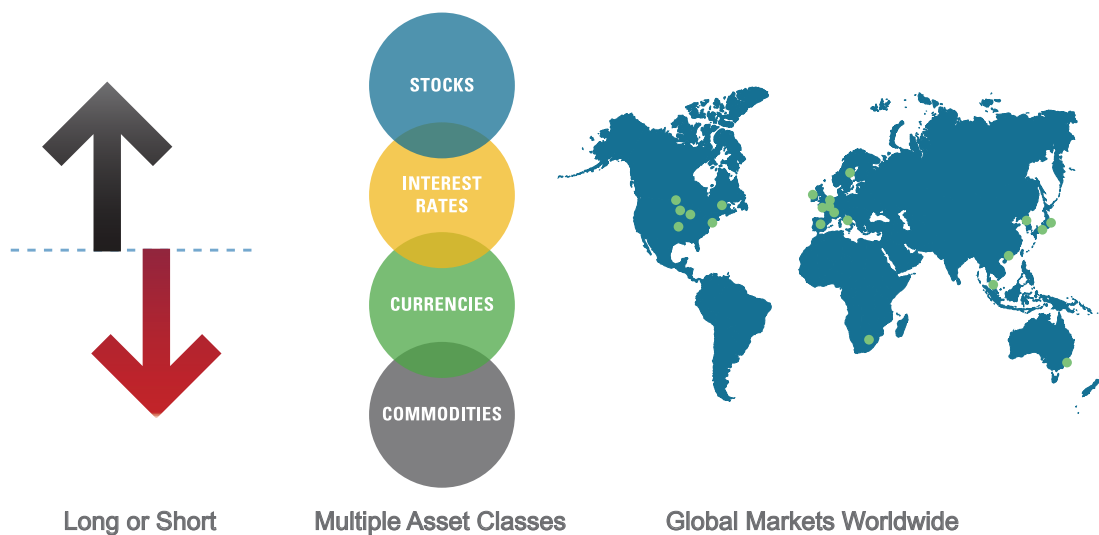 STOCKS
INTEREST
RATES
CURRENCIES
COMMODITIES
Long or Short
Multiple Asset Classes
Global Markets Worldwide